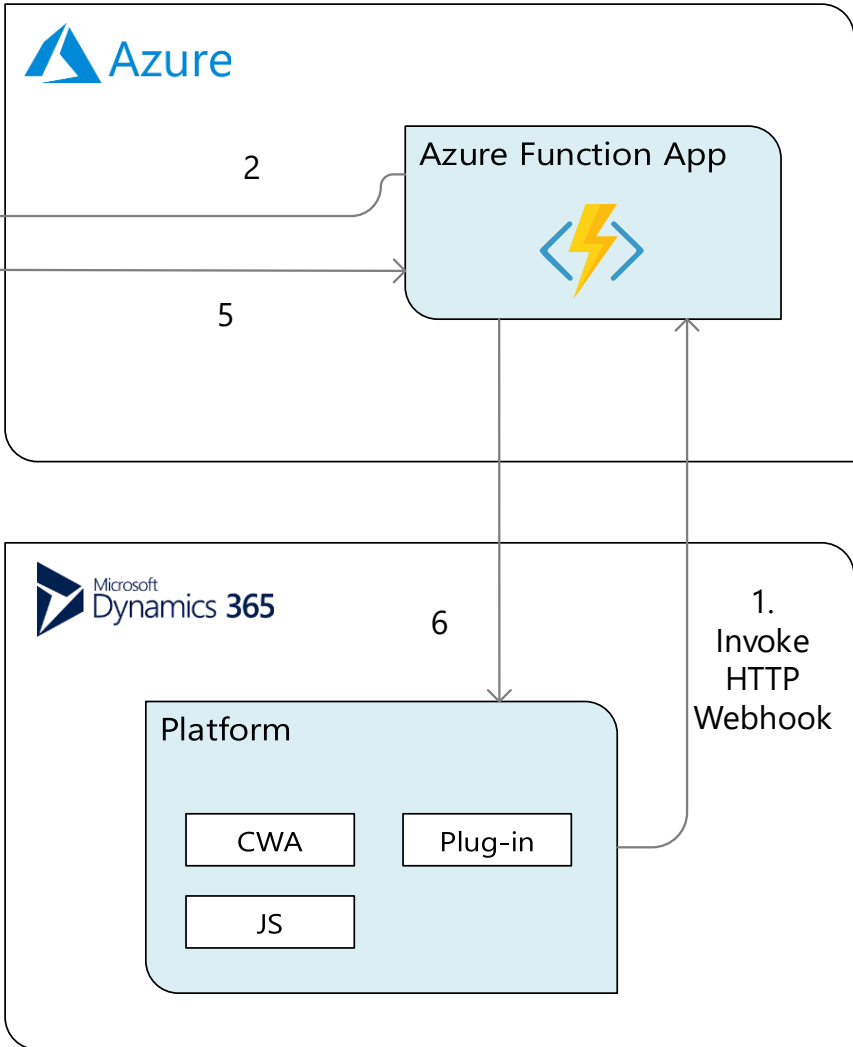 Azure
Azure Function App
2
5
Microsoft
Dynamics 365
6
1.
Invoke
HTTP
Webhook
Platform
CWA
Plug-in
JS